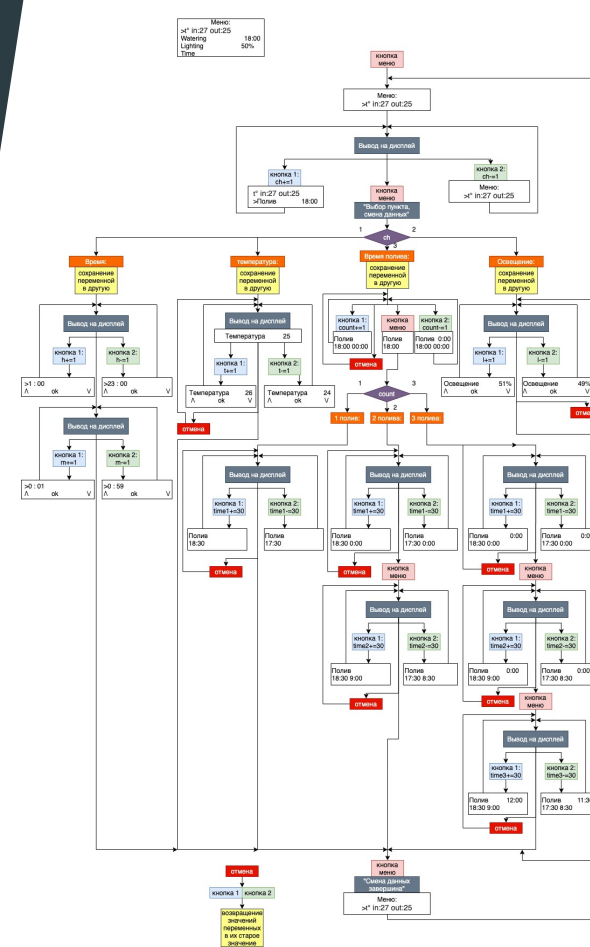 Меню:
>t° in:27 out:25
Watering 18:00
Lighting 50%
Time
кнопка
меню
Меню:
>t° in:27 out:25
Вывод на дисплей
кнопка 1:
ch+=1
t° in:27 out:25
>Полив 18:00
кнопка 2:
ch-=1
Меню:
>t° in:27 out:25
кнопка
меню
"Выбор пункта,
смена данных"
1 ch 2
3
Время:
сохранение
переменной
в другую
температура:
сохранение
переменной
в другую
Время полива:
сохранение
переменной
в другую
Освещение:
сохранение
переменной
в другую
Вывод на дисплей
кнопка 1:
h+=1
кнопка 2:
h-=1
>1 : 00
Λ ok V
>23 : 00
Λ ok V
Вывод на дисплей
кнопка 1:
m+=1
кнопка 2:
m-=1
>0 : 01
Λ ok V
>0 : 59
Λ ok V
Вывод на дисплей
Температура 25
кнопка 1:
t+=1
кнопка 2:
t-=1
Температура 26
Λ ok V
Температура 24
Λ ok V
отмена
кнопка 1:
count+=1
кнопка
меню
кнопка 2:
count-=1
Полив
18:00 00:00
Полив
18:00
Полив 0:00
18:00 00:00
отмена
Вывод на дисплей
кнопка 1:
l+=1
кнопка 2:
l-=1
Освещение 51%
Λ ok V
Освещение 49%
Λ ok V
отме
1 count 3
2
1 полив:
2 полива:
3 полива:
Вывод на дисплей
кнопка 1:
time1+=30
кнопка 2:
time1-=30
Полив
18:30
Полив
17:30
отмена
Вывод на дисплей
кнопка 1:
time1+=30
кнопка 2:
time1-=30
Полив
18:30 0:00
Полив
17:30 0:00
отмена
кнопка
меню
Вывод на дисплей
кнопка 1:
time2+=30
кнопка 2:
time2-=30
Полив
18:30 9:00
Полив
17:30 8:30
отмена
Вывод на дисплей
кнопка 1:
time1+=30
кнопка 2:
time1-=30
Полив 0:00
18:30 0:00
Полив 0:0
17:30 0:00
отмена
кнопка
меню
Вывод на дисплей
кнопка 1:
time2+=30
кнопка 2:
time2-=30
Полив 0:00
18:30 9:00
Полив 0:00
17:30 8:30
отмена
кнопка
меню
Вывод на дисплей
кнопка 1:
time3+=30
кнопка 2:
time3-=30
Полив 12:00
18:30 9:00
Полив 11:3
17:30 8:30
отмена
кнопка
меню
"Смена данных
завершина"
Меню:
>t° in:27 out:25
отмена
кнопка 1 кнопка 2
возвращение
значений
переменных
в их старое
значение